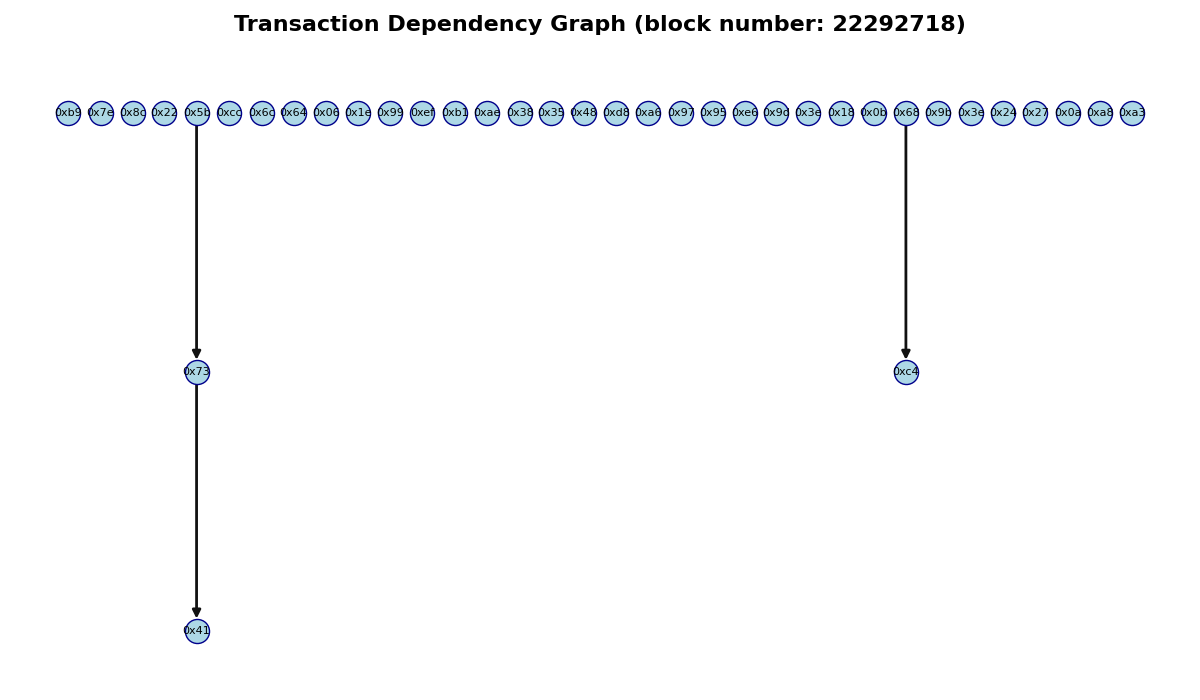 Transaction Dependency Graph (block number: 22292718)
0xb9 0x7e 0x8c 0x22 0x5b 0xcc 0x6c 0x64 0x06 0x1e 0x99 0xef 0xb1 0xae 0x38 0x35 0x48 0xd8 0xa6 0x97 0x95 0xe6 0x9d 0x3e 0x18 0x0b 0x68 0x9b 0x3e 0x24 0x27 0x0a 0xa8 0xa3
0x73 0xc4
0x41